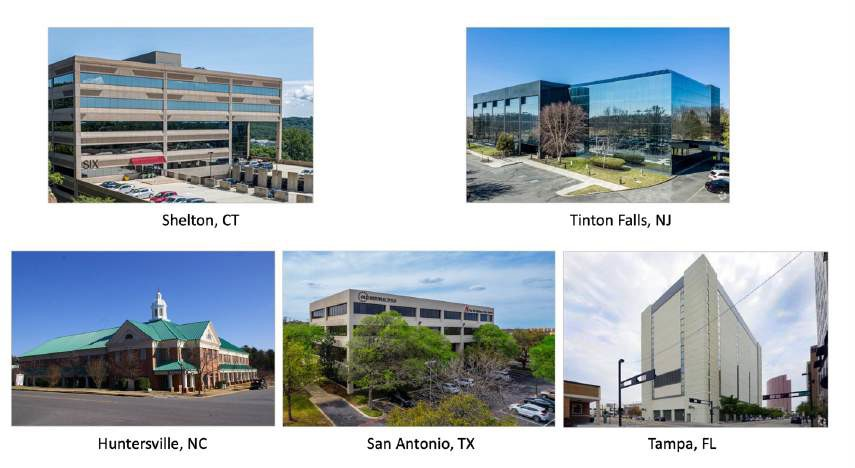 SIX
Shelton, CT
Tinton Falls, NJ
Huntersville, NC
San Antonio, TX
Tampa, FL